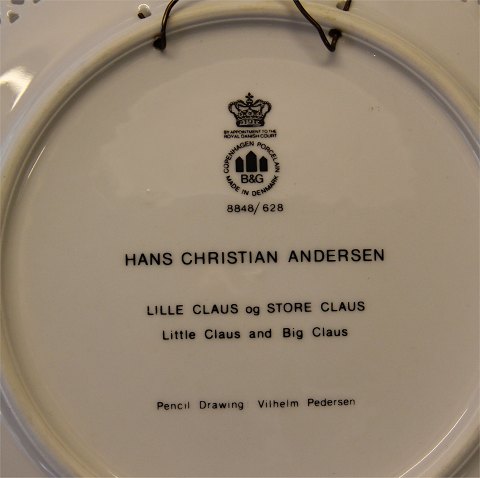 BY APPOINTMENT TO THE
ROYAL DANISH COURT
COPENHAGEN PORCELAIN
B&G
MADE IN DENMARK
8848/628
HANS CHRISTIAN ANDERSEN
LILLE CLAUS og STORE CLAUS
Little Claus and Big Claus
Pencil Drawing Vilhelm Pedersen